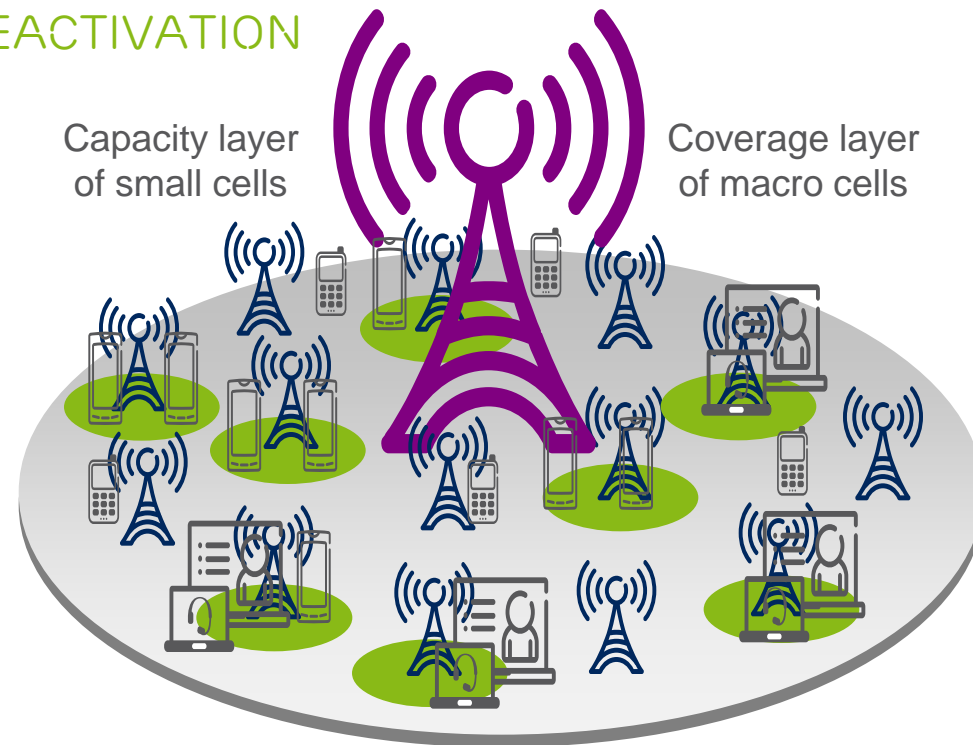 EACTIVATION
Capacity layer
of small cells
Coverage layer
of macro cells